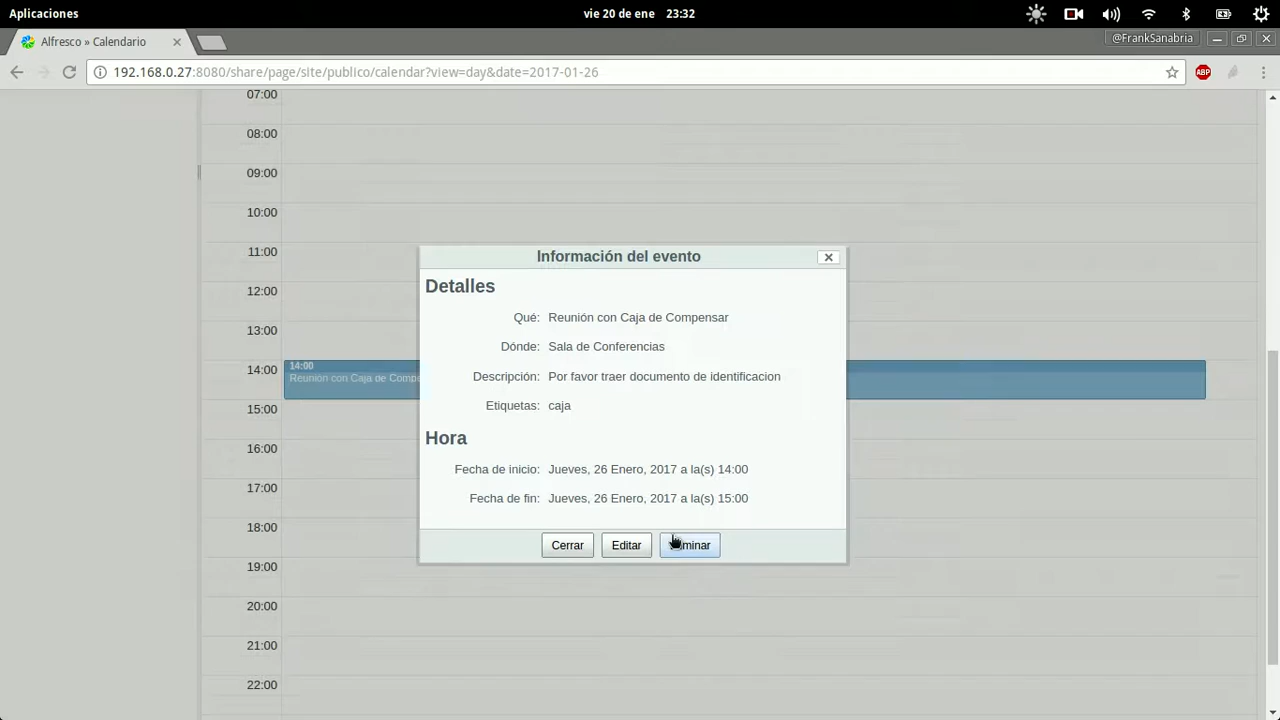 Aplicaciones
vie 20 de ene 23:32
Alfresco » Calendario
@FrankSanabria
192.168.0.27:8080/share/page/site/publico/calendar?view=day&date=2017-01-26
ABP
07:00
08:00
09:00
10:00
11:00
12:00
13:00
14:00
15:00
16:00
17:00
18:00
19:00
20:00
21:00
22:00
14:00
Reunión con Caja de
Información del evento
Detalles
Qué: Reunión con Caja de Compensar
Dónde: Sala de Conferencias
Descripción: Por favor traer documento de identificacion
Etiquetas: caja
Hora
Fecha de inicio: Jueves, 26 Enero, 2017 a la(s) 14:00
Fecha de fin: Jueves, 26 Enero, 2017 a la(s) 15:00
Cerrar Editar